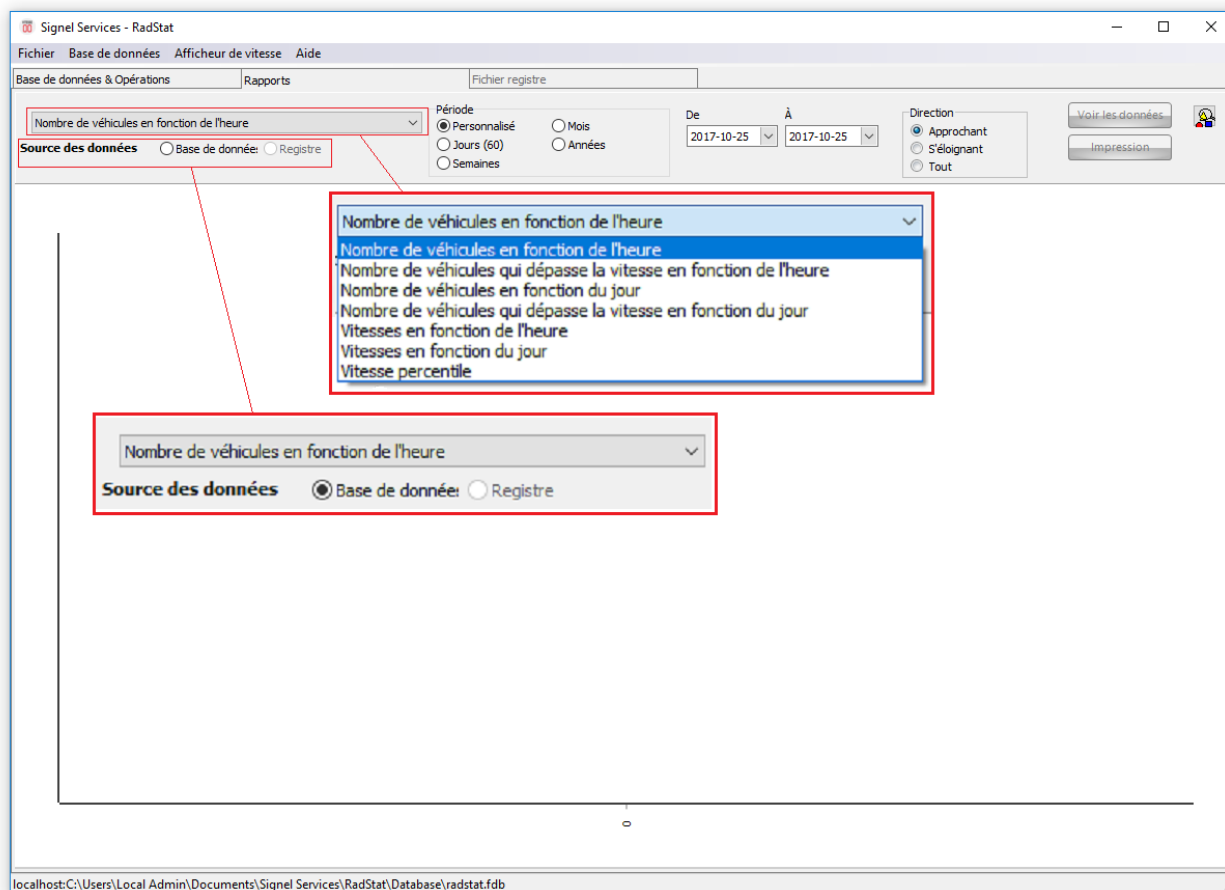 Signel Services - RadStat
Fichier Base de données Afficheur de vitesse Aide
Base de données & Opérations Rapports Fichier registre
Nombre de véhicules en fonction de l'heure
Source des données Base de donnée: Registre
Période
Personnalisé Mois
Jours (60) Années
Semaines
De À
2017-10-25 2017-10-25
Direction
Approchant
S'éloignant
Tout
Voir les données
Impression
Nombre de véhicules en fonction de l'heure
Nombre de véhicules en fonction de l'heure
Nombre de véhicules qui dépasse la vitesse en fonction de l'heure
Nombre de véhicules en fonction du jour
Nombre de véhicules qui dépasse la vitesse en fonction du jour
Vitesses en fonction de l'heure
Vitesses en fonction du jour
Vitesse percentile
Nombre de véhicules en fonction de l'heure
Source des données Base de donnée: Registre
0
localhost:C:\Users\Local Admin\Documents\Signel Services\RadStat\Database\radstat.fdb